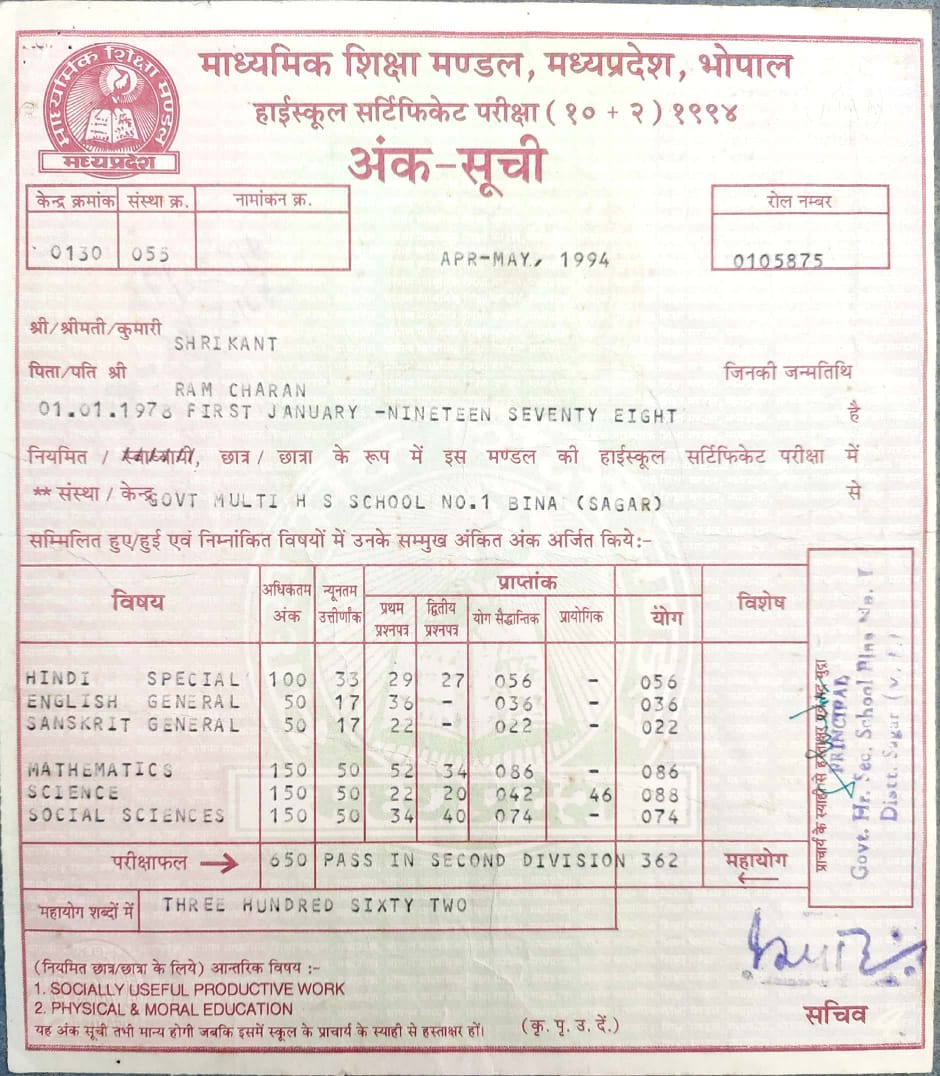 माध्यमिक शिक्षा मण्डल
मध्यप्रदेश
माध्यमिक शिक्षा मण्डल, मध्यप्रदेश, भोपाल
हाईस्कूल सर्टिफिकेट परीक्षा ( १० + २ ) १९९४
अंक-सूची
केन्द्र क्रमांक संस्था क्र. नामांकन क्र. रोल नम्बर
0130 055 APR-MAY, 1994 0105875
श्री/श्रीमती/कुमारी
SHRIKANT
पिता/पति श्री जिनकी जन्मतिथि
RAM CHARAN
01.01.1978 FIRST JANUARY -NINETEEN SEVENTY EIGHT है
नियमित / स्वाध्यायी, छात्र / छात्रा के रूप में इस मण्डल की हाईस्कूल सर्टिफिकेट परीक्षा में
** संस्था / केन्द्र GOVT MULTI H S SCHOOL NO.1 BINA (SAGAR) से
सम्मिलित हुए/हुई एवं निम्नांकित विषयों में उनके सम्मुख अंकित अंक अर्जित किये:-
विषय अधिकतम अंक न्यूनतम उत्तीर्णांक प्राप्तांक योग विशेष
प्रथम प्रश्नपत्र द्वितीय प्रश्नपत्र योग सैद्धान्तिक प्रायोगिक
HINDI SPECIAL 100 33 29 27 056 - 056
ENGLISH GENERAL 50 17 36 - 036 - 036
SANSKRIT GENERAL 50 17 22 - 022 - 022
MATHEMATICS 150 50 52 34 086 - 086
SCIENCE 150 50 22 20 042 46 088
SOCIAL SCIENCES 150 50 34 40 074 - 074
परीक्षाफल → 650 PASS IN SECOND DIVISION 362 महायोग ←
महायोग शब्दों में THREE HUNDRED SIXTY TWO
प्राचार्य के स्याही से हस्ताक्षर
PRINCIPAL
Govt. Hr. Sec. School No. 1
Distt. Sagar
(नियमित छात्र/छात्रा के लिये) आन्तरिक विषय :-
1. SOCIALLY USEFUL PRODUCTIVE WORK
2. PHYSICAL & MORAL EDUCATION
यह अंक सूची तभी मान्य होगी जबकि इसमें स्कूल के प्राचार्य के स्याही से हस्ताक्षर हों। (कृ. पृ. उ. दें.)
सचिव